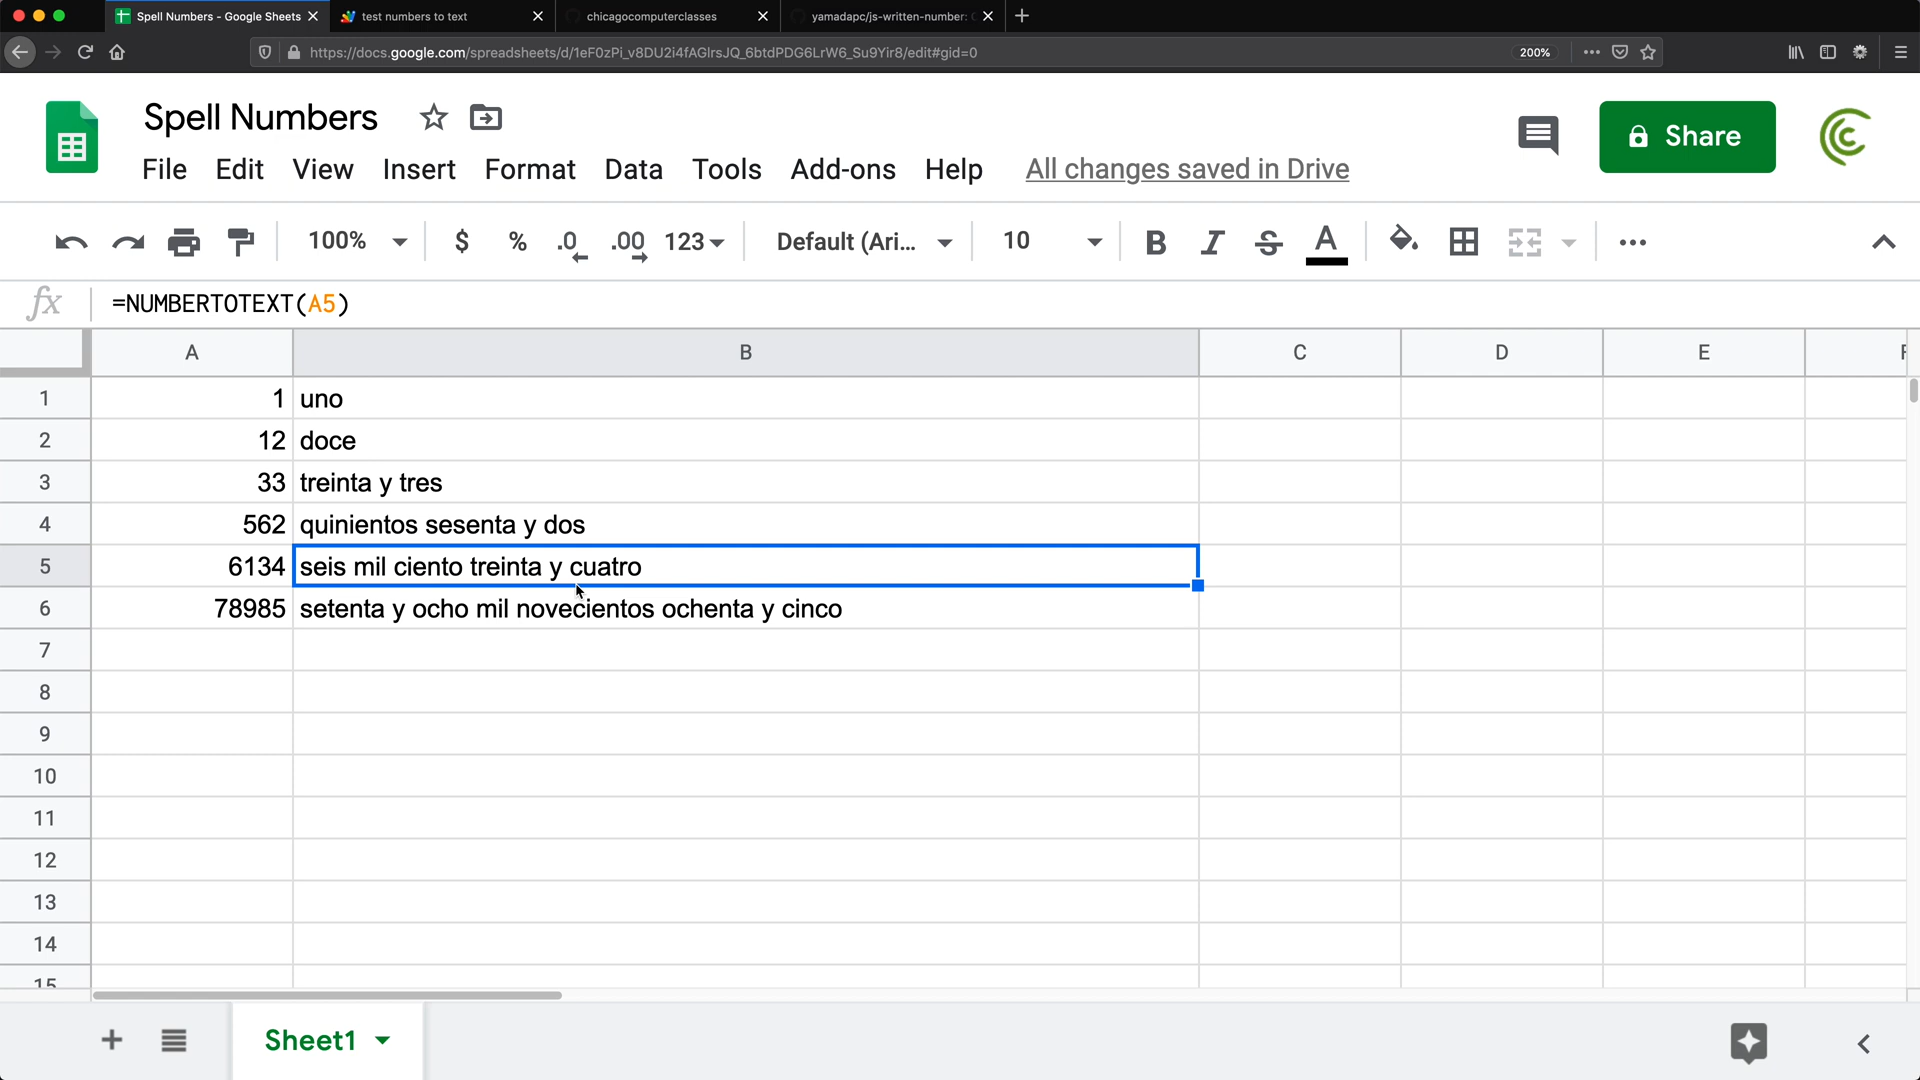 Spell Numbers - Google Sheets
test numbers to text
chicagocomputerclasses
yamadapc/js-written-number:
https://docs.google.com/spreadsheets/d/1eF0zPi_v8DU2i4fAGlrsJQ_6btdPDG6LrW6_Su9Yir8/edit#gid=0
200%
Spell Numbers
Share
File Edit View Insert Format Data Tools Add-ons Help All changes saved in Drive
100% $ % .0 .00 123 Default (Ari... 10 B I S A
fx =NUMBERTOTEXT(A5)
A B C D E F
1 1 uno
2 12 doce
3 33 treinta y tres
4 562 quinientos sesenta y dos
5 6134 seis mil ciento treinta y cuatro
6 78985 setenta y ocho mil novecientos ochenta y cinco
7
8
9
10
11
12
13
14
15
Sheet1